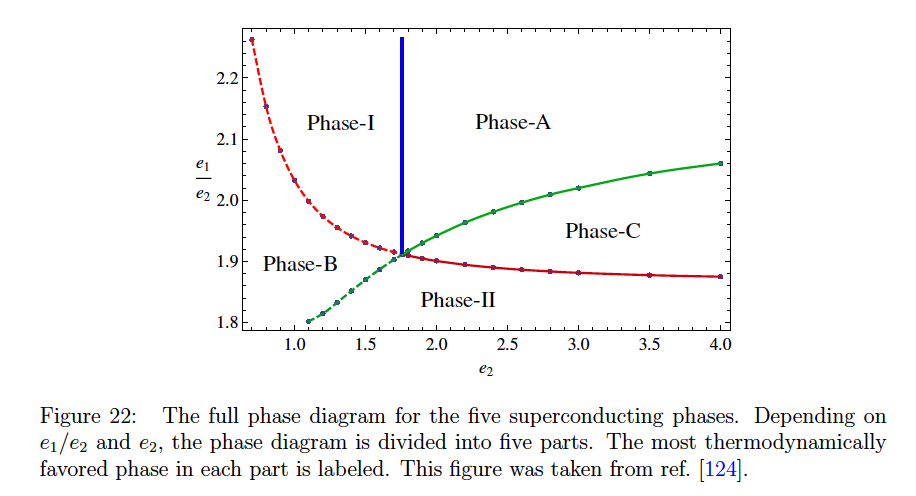 2.2
2.1
2.0
1.9
1.8
e1
e2
Phase-I
Phase-A
Phase-C
Phase-B
Phase-II
1.0 1.5 2.0 2.5 3.0 3.5 4.0
e2
Figure 22: The full phase diagram for the five superconducting phases. Depending on
e1/e2 and e2, the phase diagram is divided into five parts. The most thermodynamically
favored phase in each part is labeled. This figure was taken from ref. [124].